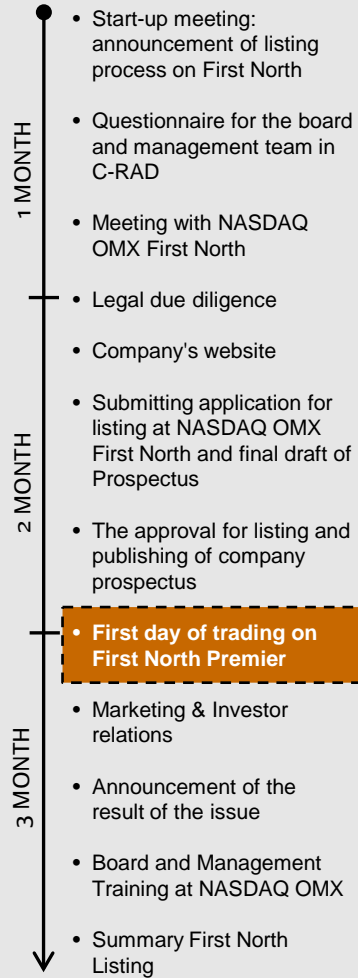 • Start-up meeting:
announcement of listing
process on First North
• Questionnaire for the board
and management team in
C-RAD
• Meeting with NASDAQ
OMX First North
1 MONTH
• Legal due diligence
• Company's website
• Submitting application for
listing at NASDAQ OMX
First North and final draft of
Prospectus
• The approval for listing and
publishing of company
prospectus
2 MONTH
• First day of trading on
First North Premier
• Marketing & Investor
relations
• Announcement of the
result of the issue
• Board and Management
Training at NASDAQ OMX
• Summary First North
Listing
3 MONTH